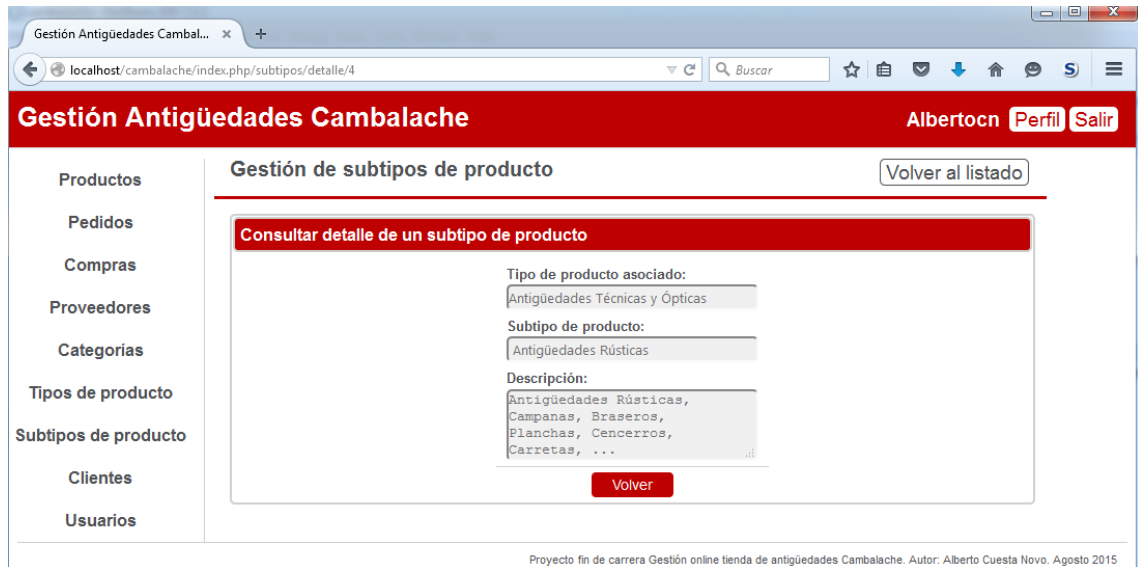 Gestión Antigüedades Cambal...
localhost/cambalache/index.php/subtipos/detalle/4
Buscar
Gestión Antigüedades Cambalache
Albertocn Perfil Salir
Productos
Pedidos
Compras
Proveedores
Categorías
Tipos de producto
Subtipos de producto
Clientes
Usuarios
Gestión de subtipos de producto
Volver al listado
Consultar detalle de un subtipo de producto
Tipo de producto asociado:
Antigüedades Técnicas y Ópticas
Subtipo de producto:
Antigüedades Rústicas
Descripción:
Antigüedades Rústicas,
Campanas, Braseros,
Planchas, Cencerros,
Carretas, ...
Volver
Proyecto fin de carrera Gestión online tienda de antigüedades Cambalache. Autor: Alberto Cuesta Novo. Agosto 2015